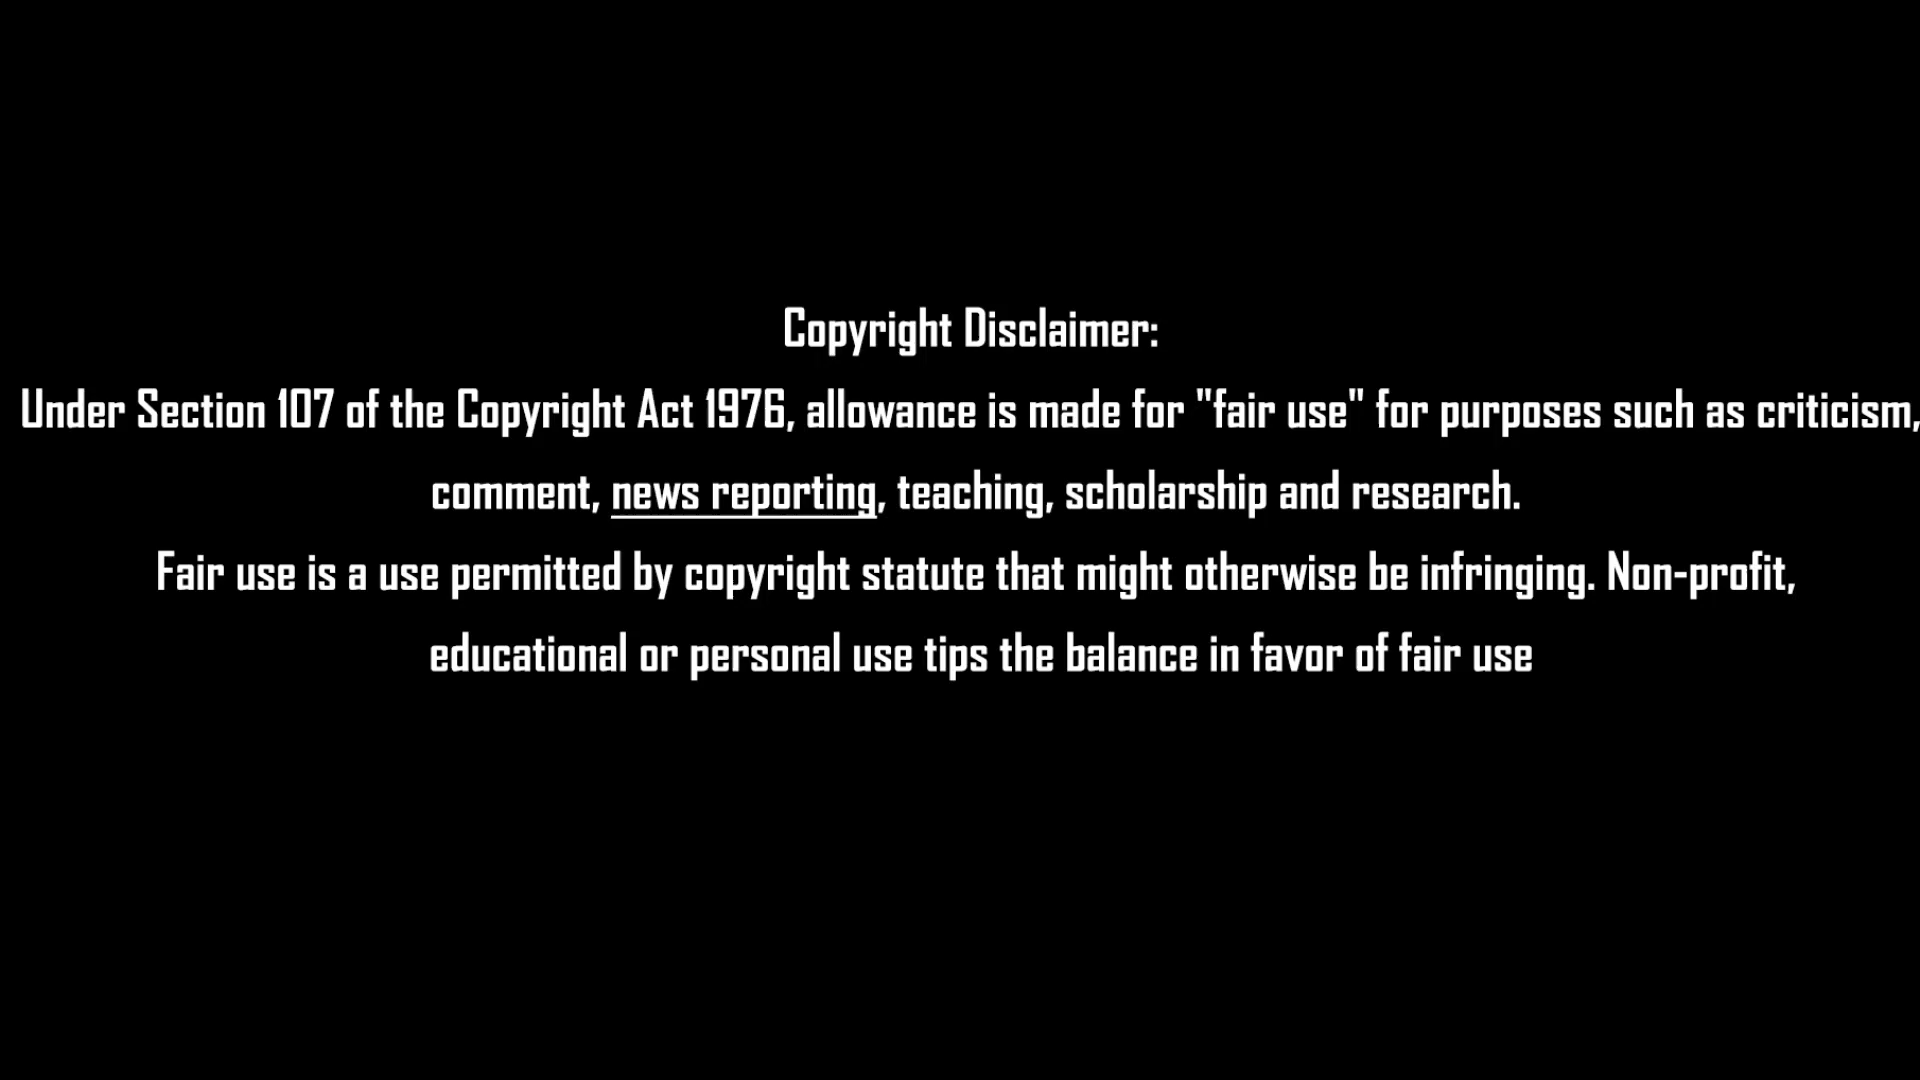 Copyright Disclaimer:
Under Section 107 of the Copyright Act 1976, allowance is made for "fair use" for purposes such as criticism,
comment, news reporting, teaching, scholarship and research.
Fair use is a use permitted by copyright statute that might otherwise be infringing. Non-profit,
educational or personal use tips the balance in favor of fair use